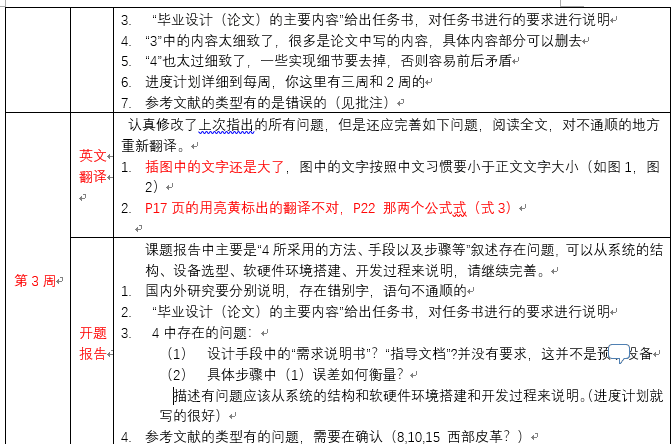 3. “毕业设计（论文）的主要内容”给出任务书，对任务书进行的要求进行说明
4. “3”中的内容太细致了，很多是论文中写的内容，具体内容部分可以删去
5. “4”也太过细致了，一些实现细节要去掉，否则容易前后矛盾
6. 进度计划详细到每周，你这里有三周和 2 周的
7. 参考文献的类型有的是错误的（见批注）
第 3 周
英文
翻译
认真修改了上次指出的所有问题，但是还应完善如下问题，阅读全文，对不通顺的地方
重新翻译。
1. 插图中的文字还是大了，图中的文字按照中文习惯要小于正文文字大小（如图 1，图
2）
2. P17 页的用亮黄标出的翻译不对，P22 那两个公式式（式 3）
开题
报告
课题报告中主要是“4 所采用的方法、手段以及步骤等”叙述存在问题，可以从系统的结
构、设备选型、软硬件环境搭建、开发过程来说明，请继续完善。
1. 国内外研究要分别说明，存在错别字，语句不通顺的
2. “毕业设计（论文）的主要内容”给出任务书，对任务书进行的要求进行说明
3. 4 中存在的问题：
（1） 设计手段中的“需求说明书”？“指导文档”?并没有要求，这并不是预设备
（2） 具体步骤中（1）误差如何衡量？
描述有问题应该从系统的结构和软硬件环境搭建和开发过程来说明。（进度计划就
写的很好）
4. 参考文献的类型有的问题，需要在确认（8,10,15 西部皮革？）